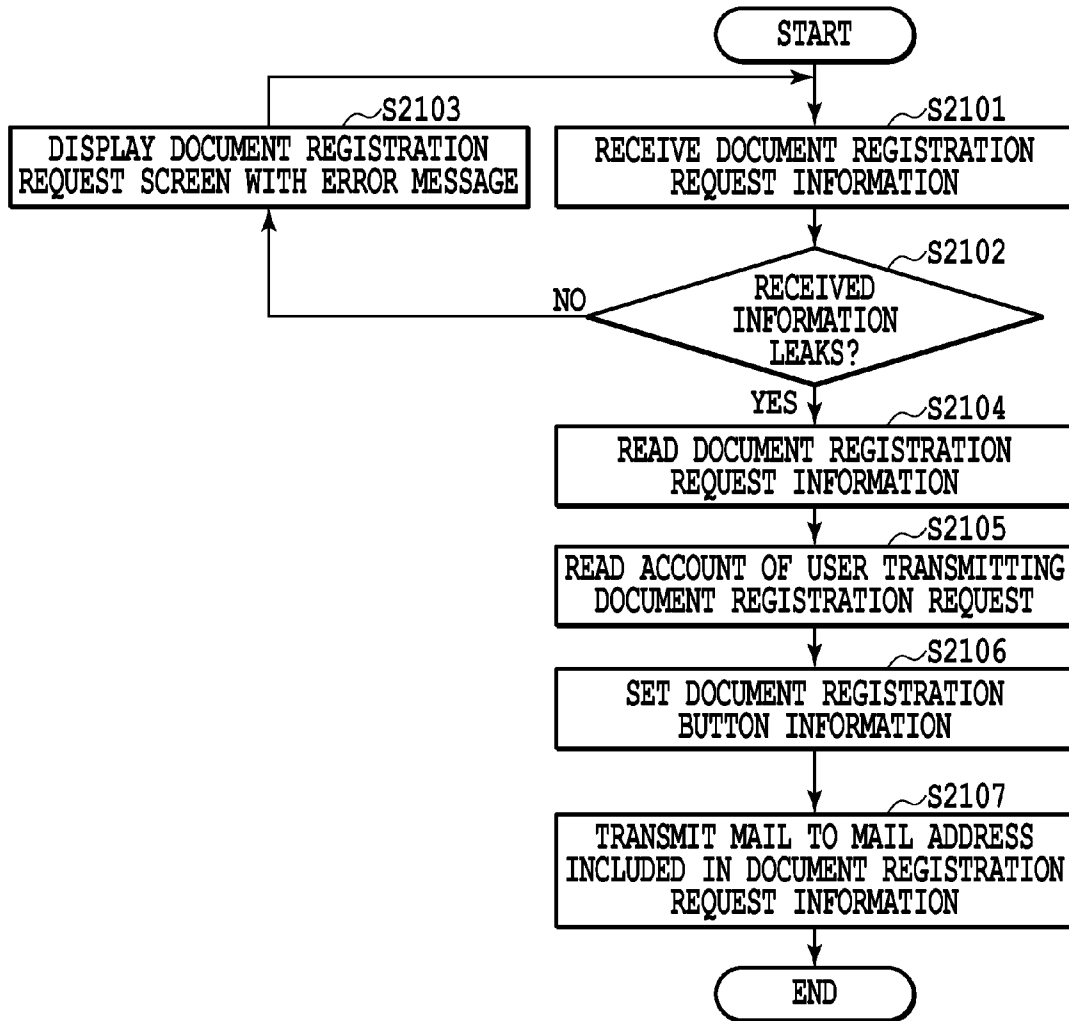 START
S2103
DISPLAY DOCUMENT REGISTRATION
REQUEST SCREEN WITH ERROR MESSAGE
S2101
RECEIVE DOCUMENT REGISTRATION
REQUEST INFORMATION
S2102
RECEIVED
INFORMATION
LEAKS?
NO
YES
S2104
READ DOCUMENT REGISTRATION
REQUEST INFORMATION
S2105
READ ACCOUNT OF USER TRANSMITTING
DOCUMENT REGISTRATION REQUEST
S2106
SET DOCUMENT REGISTRATION
BUTTON INFORMATION
S2107
TRANSMIT MAIL TO MAIL ADDRESS
INCLUDED IN DOCUMENT REGISTRATION
REQUEST INFORMATION
END